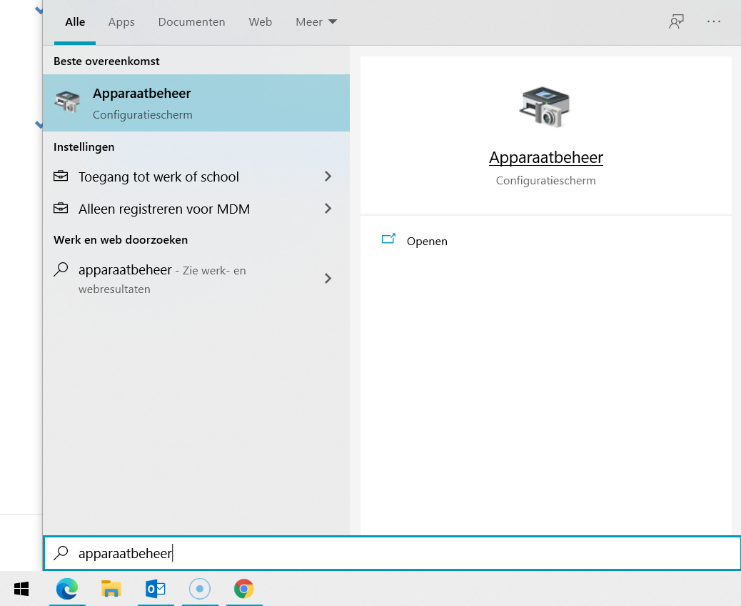 Alle Apps Documenten Web Meer
Beste overeenkomst
Apparaatbeheer
Configuratiescherm
Instellingen
Toegang tot werk of school
Alleen registreren voor MDM
Werk en web doorzoeken
apparaatbeheer - Zie werk- en
webresultaten
Apparaatbeheer
Configuratiescherm
Openen
apparaatbeheer